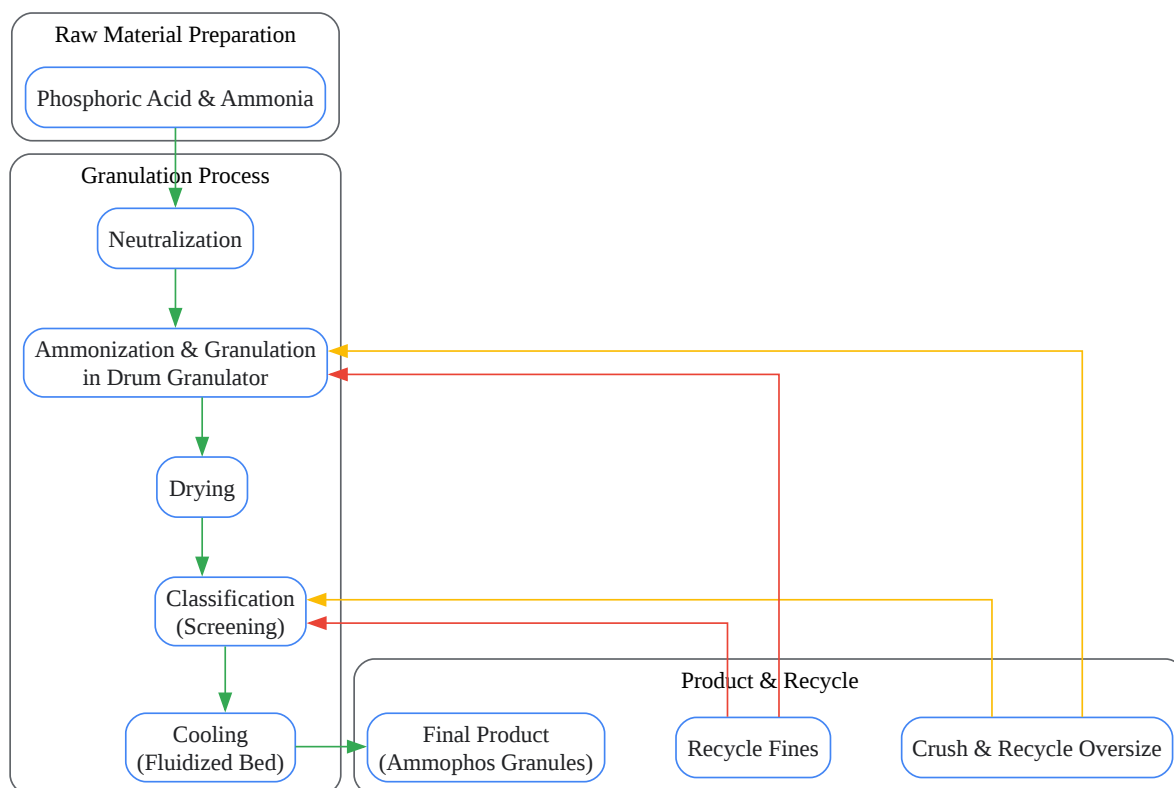 Raw Material Preparation
Phosphoric Acid & Ammonia
Granulation Process
Neutralization
Ammonization & Granulation
in Drum Granulator
Drying
Classification
(Screening)
Cooling
(Fluidized Bed)
Product & Recycle
Final Product
(Ammophos Granules)
Recycle Fines
Crush & Recycle Oversize